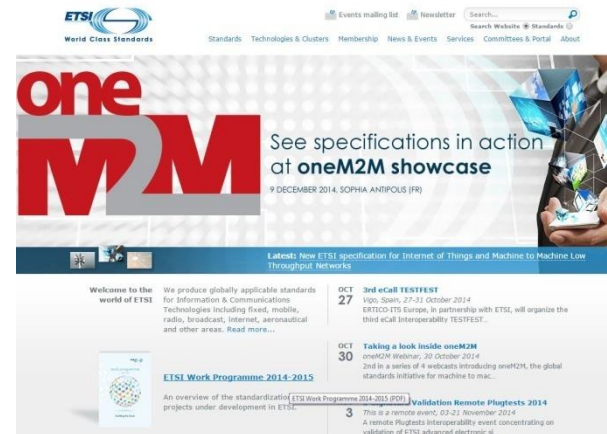 ETSI
World Class Standards
Events mailing list
Newsletter
Search...
Search Website
Standards
Standards Technologies & Clusters Membership News & Events Services Committees & Portal About
one
M2M
See specifications in action
at oneM2M showcase
9 DECEMBER 2014, SOPHIA ANTIPOLIS (FR)
Latest: New ETSI specification for Internet of Things and Machine to Machine Low
Throughput Networks
Welcome to the
world of ETSI
We produce globally applicable standards
for Information & Communications
Technologies including fixed, mobile,
radio, broadcast, internet, aeronautical
and other areas. Read more...
ETSI Work Programme 2014-2015
An overview of the standardization
projects under development in ETSI.
ETSI Work Programme 2014-2015 (PDF)
OCT
27
3rd eCall TESTFEST
Vigo, Spain, 27-31 October 2014
ERTICO-ITS Europe, in partnership with ETSI, will organize the
third eCall Interoperability TESTFEST..
OCT
30
Taking a look inside oneM2M
oneM2M Webinar, 30 October 2014
2nd in a series of 4 webcasts introducing oneM2M, the global
standards initiative for machine to mac..
3
Validation Remote Plugtests 2014
This is a remote event, 03-21 November 2014
A remote Plugtests Interoperability event concentrating on
validation of ETSI advanced electronic si